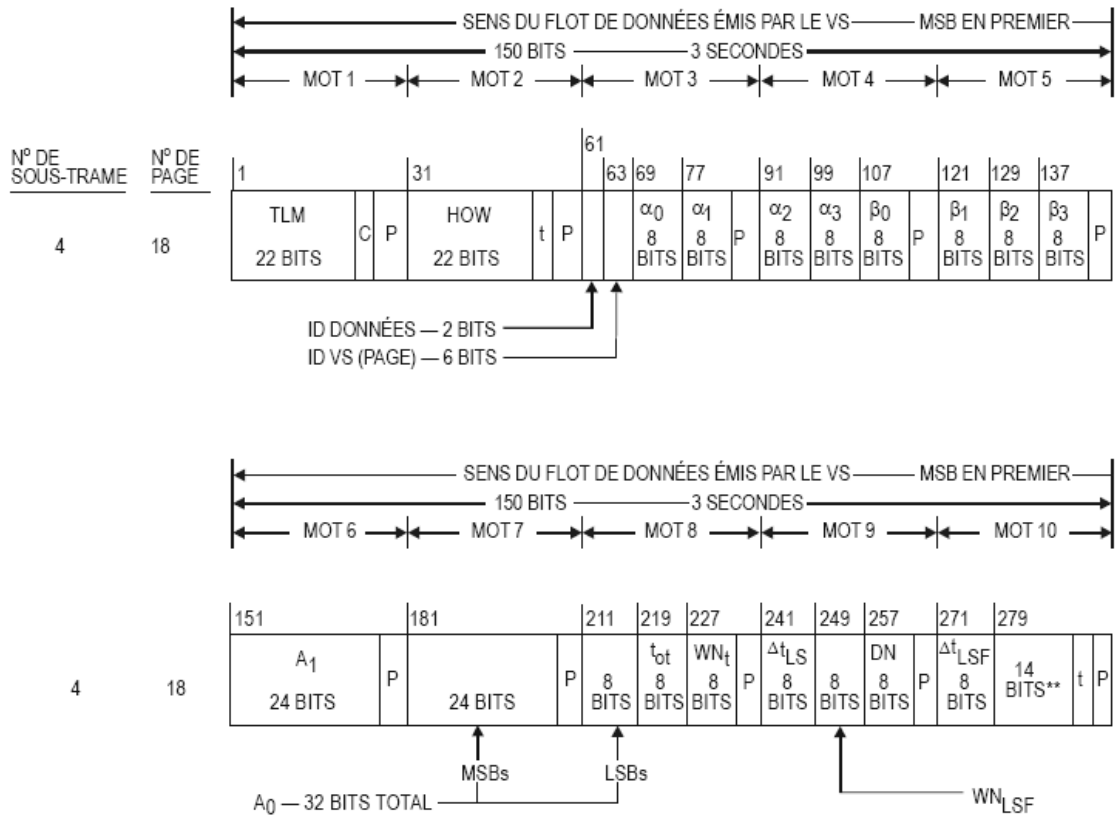 SENS DU FLOT DE DONNÉES ÉMIS PAR LE VS MSB EN PREMIER
150 BITS 3 SECONDES
MOT 1 MOT 2 MOT 3 MOT 4 MOT 5
Nº DE SOUS-TRAME
Nº DE PAGE
1 31 61 63 69 77 91 99 107 121 129 137
4
18
TLM 22 BITS
C
P
HOW 22 BITS
t
P
α0 8 BITS
α1 8 BITS
P
α2 8 BITS
α3 8 BITS
β0 8 BITS
P
β1 8 BITS
β2 8 BITS
β3 8 BITS
P
ID DONNÉES — 2 BITS
ID VS (PAGE) — 6 BITS
SENS DU FLOT DE DONNÉES ÉMIS PAR LE VS MSB EN PREMIER
150 BITS 3 SECONDES
MOT 6 MOT 7 MOT 8 MOT 9 MOT 10
151 181 211 219 227 241 249 257 271 279
4
18
A1 24 BITS
P
24 BITS
P
8 BITS
tot 8 BITS
WNt 8 BITS
P
ΔtLS 8 BITS
8 BITS
DN 8 BITS
P
ΔtLSF 8 BITS
14 BITS**
t
P
MSBs LSBs
A0 — 32 BITS TOTAL
WNLSF